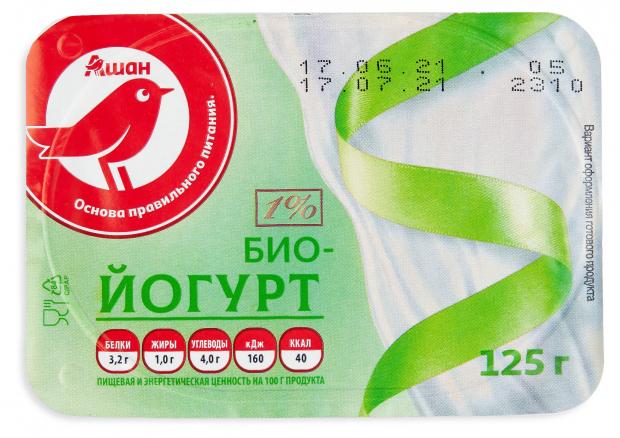 Ашан
Основа правильного питания.
17.06.21 . 05
17.07.21 2310
1%
БИО-
ЙОГУРТ
БЕЛКИ
3,2 г
ЖИРЫ
1,0 г
УГЛЕВОДЫ
4,0 г
кДж
160
ККАЛ
40
ПИЩЕВАЯ И ЭНЕРГЕТИЧЕСКАЯ ЦЕННОСТЬ НА 100 Г ПРОДУКТА
125 г
Вариант оформления готового продукта